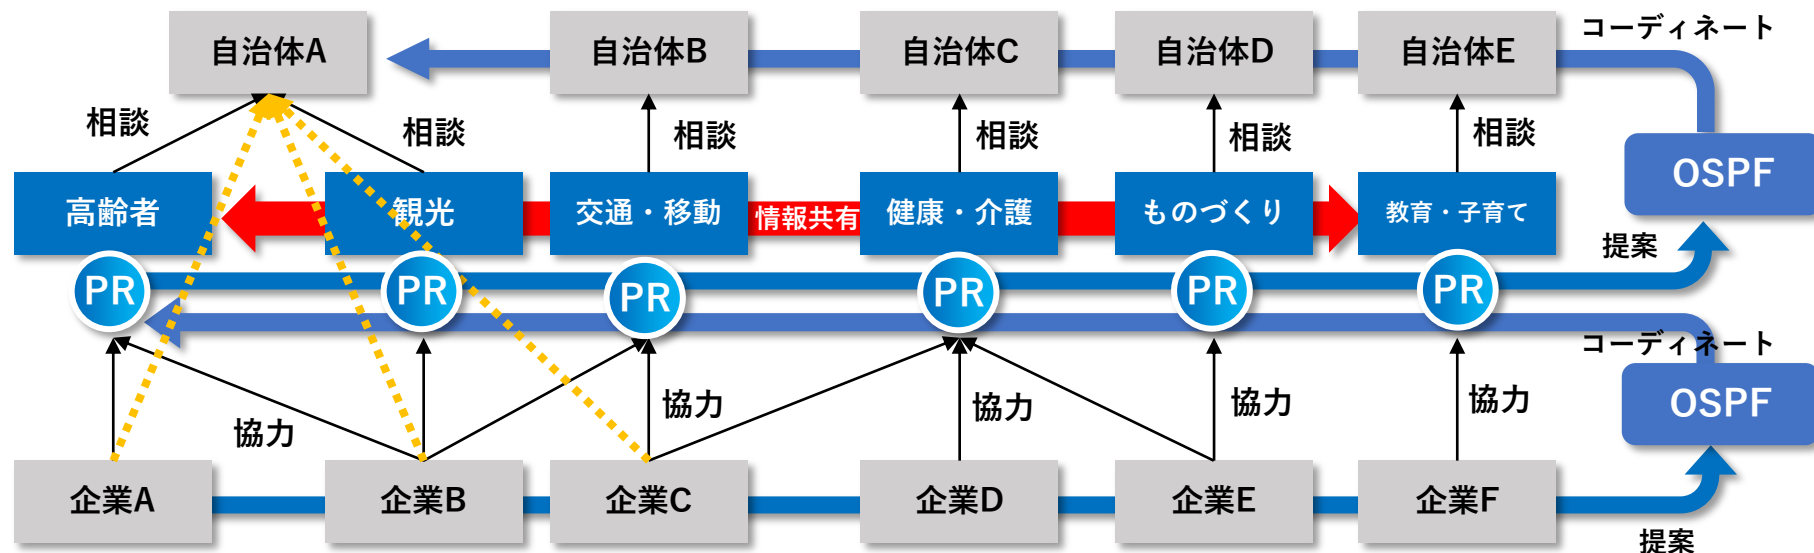 自治体A
自治体B
自治体C
自治体D
自治体E
コーディネート
相談
相談
相談
相談
相談
相談
OSPF
高齢者
観光
交通・移動
情報共有
健康・介護
ものづくり
教育・子育て
提案
PR
PR
PR
PR
PR
PR
コーディネート
協力
協力
協力
協力
協力
OSPF
企業A
企業B
企業C
企業D
企業E
企業F
提案